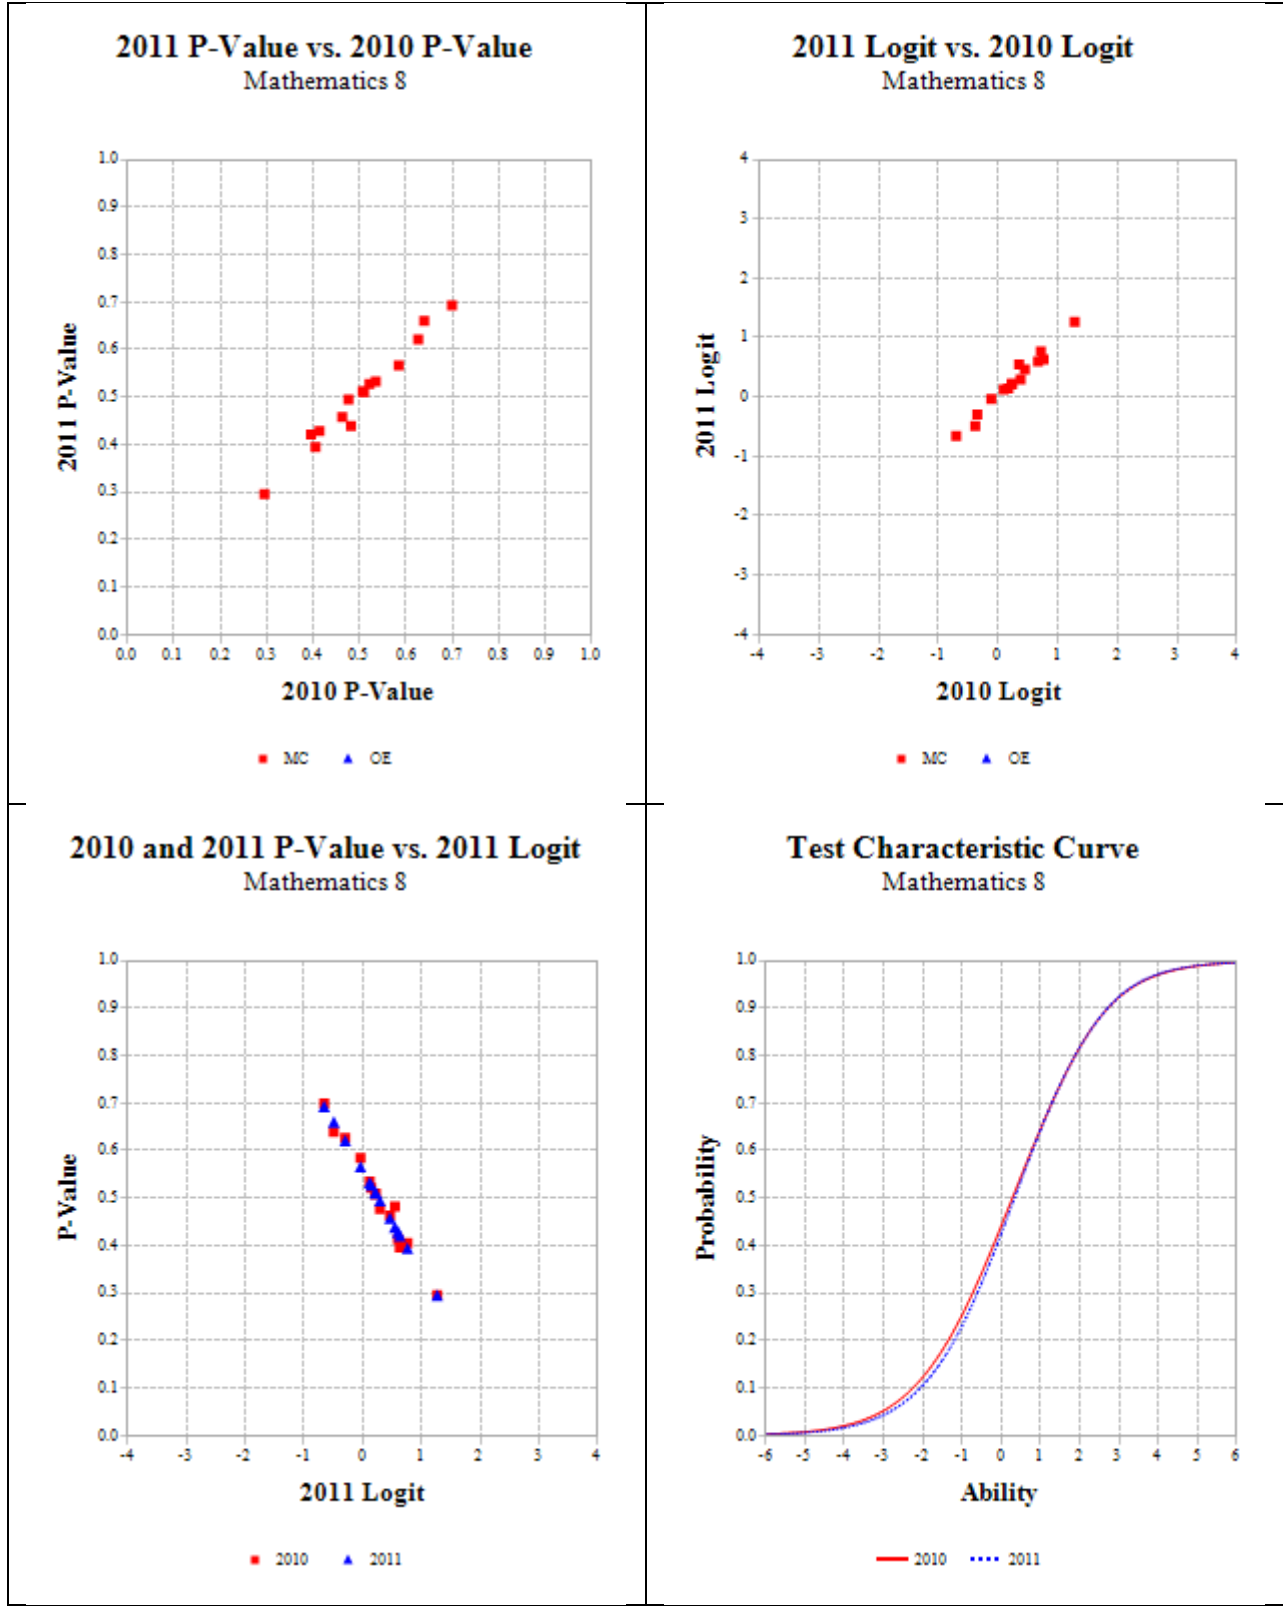 2011 P-Value vs. 2010 P-Value
Mathematics 8
1.0
0.9
0.8
0.7
0.6
0.5
0.4
0.3
0.2
0.1
0.0
2011 P-Value
0.0 0.1 0.2 0.3 0.4 0.5 0.6 0.7 0.8 0.9 1.0
2010 P-Value
MC OE
2011 Logit vs. 2010 Logit
Mathematics 8
4
3
2
1
0
-1
-2
-3
-4
2011 Logit
-4 -3 -2 -1 0 1 2 3 4
2010 Logit
MC OE
2010 and 2011 P-Value vs. 2011 Logit
Mathematics 8
1.0
0.9
0.8
0.7
0.6
0.5
0.4
0.3
0.2
0.1
0.0
P-Value
-4 -3 -2 -1 0 1 2 3 4
2011 Logit
2010 2011
Test Characteristic Curve
Mathematics 8
1.0
0.9
0.8
0.7
0.6
0.5
0.4
0.3
0.2
0.1
0.0
Probability
-6 -5 -4 -3 -2 -1 0 1 2 3 4 5 6
Ability
2010 2011